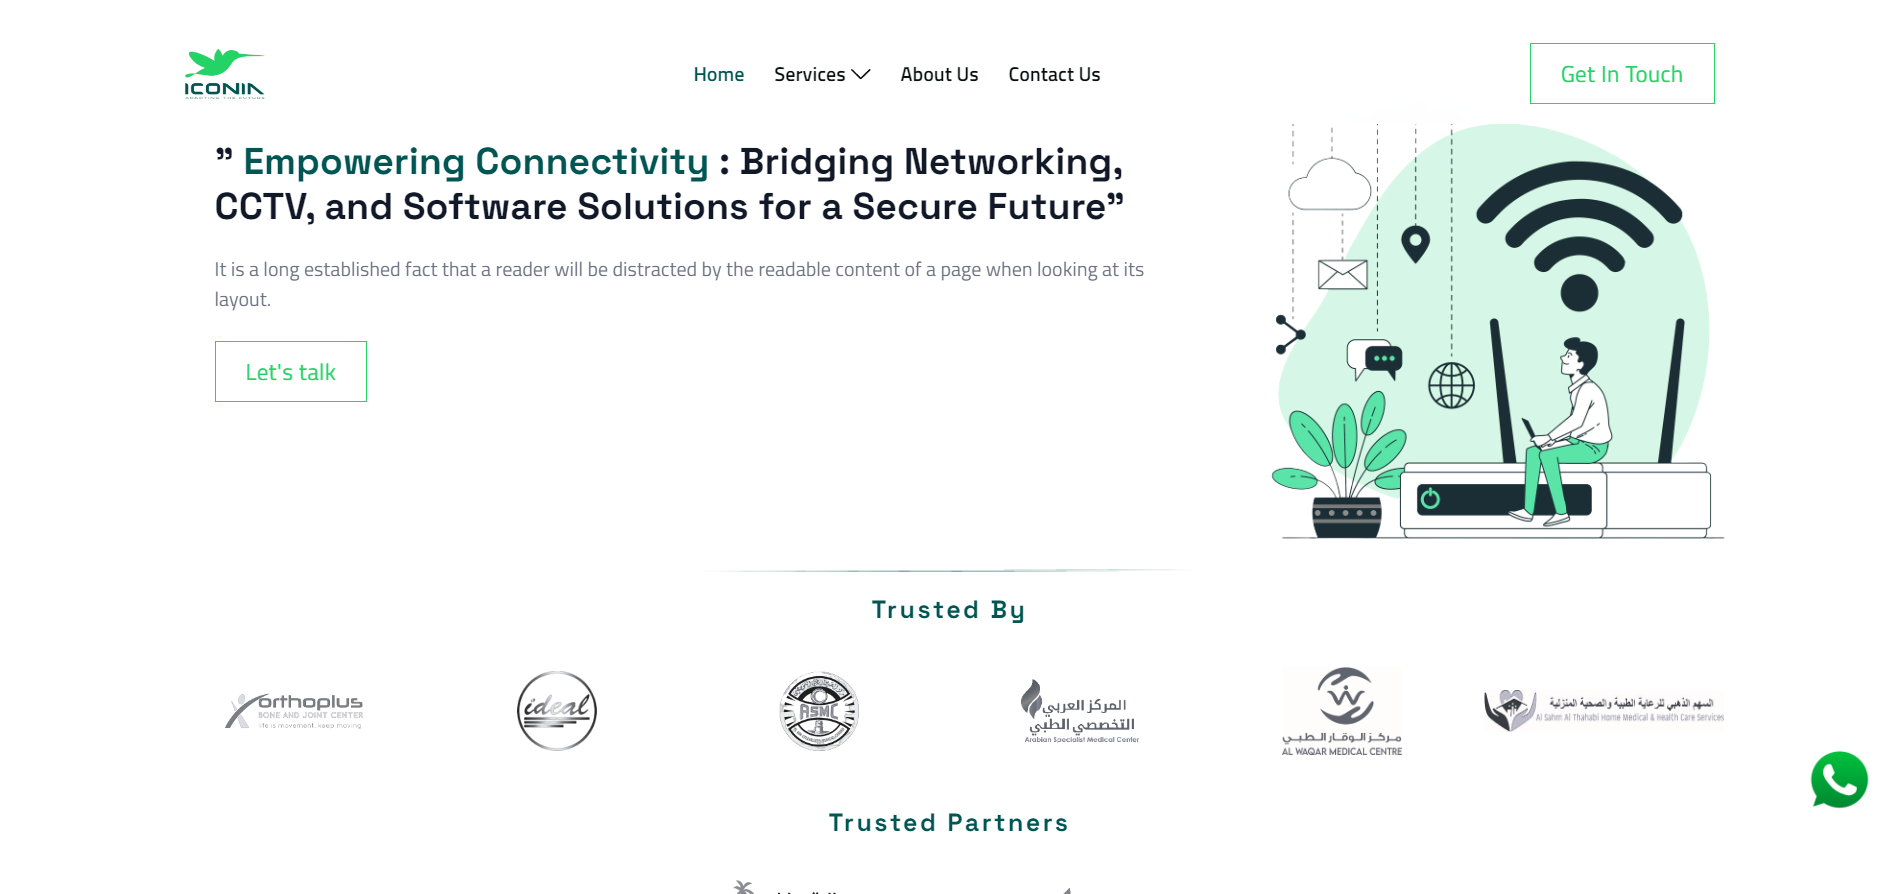 ICONIA
ADAPTING THE FUTURE
Home
Services
About Us
Contact Us
Get In Touch
” Empowering Connectivity : Bridging Networking,
CCTV, and Software Solutions for a Secure Future”
It is a long established fact that a reader will be distracted by the readable content of a page when looking at its
layout.
Let's talk
Trusted By
orthoplus
BONE AND JOINT CENTER
life is movement, keep moving
ideal
ASMC
المركز العربي
التخصصي الطبي
Arabian Specialist Medical Center
مركز الوقار الطبي
AL WAQAR MEDICAL CENTRE
السهم الذهبي للرعاية الطبية والصحية المنزلية
Al Sahm Al Thahabi Home Medical & Health Care Services
Trusted Partners